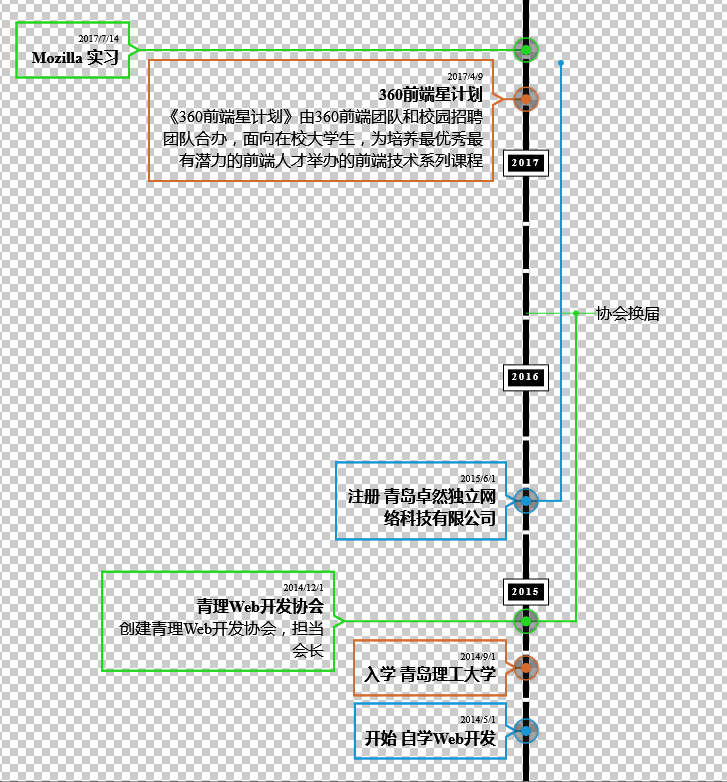 2017/7/14
Mozilla 实习
2017/4/9
360前端星计划
《360前端星计划》由360前端团队和校园招聘
团队合办，面向在校大学生，为培养最优秀最
有潜力的前端人才举办的前端技术系列课程
2017
协会换届
2016
2015/6/1
注册 青岛卓然独立网
络科技有限公司
2015
2014/12/1
青理Web开发协会
创建青理Web开发协会，担当
会长
2014/9/1
入学 青岛理工大学
2014/5/1
开始 自学Web开发